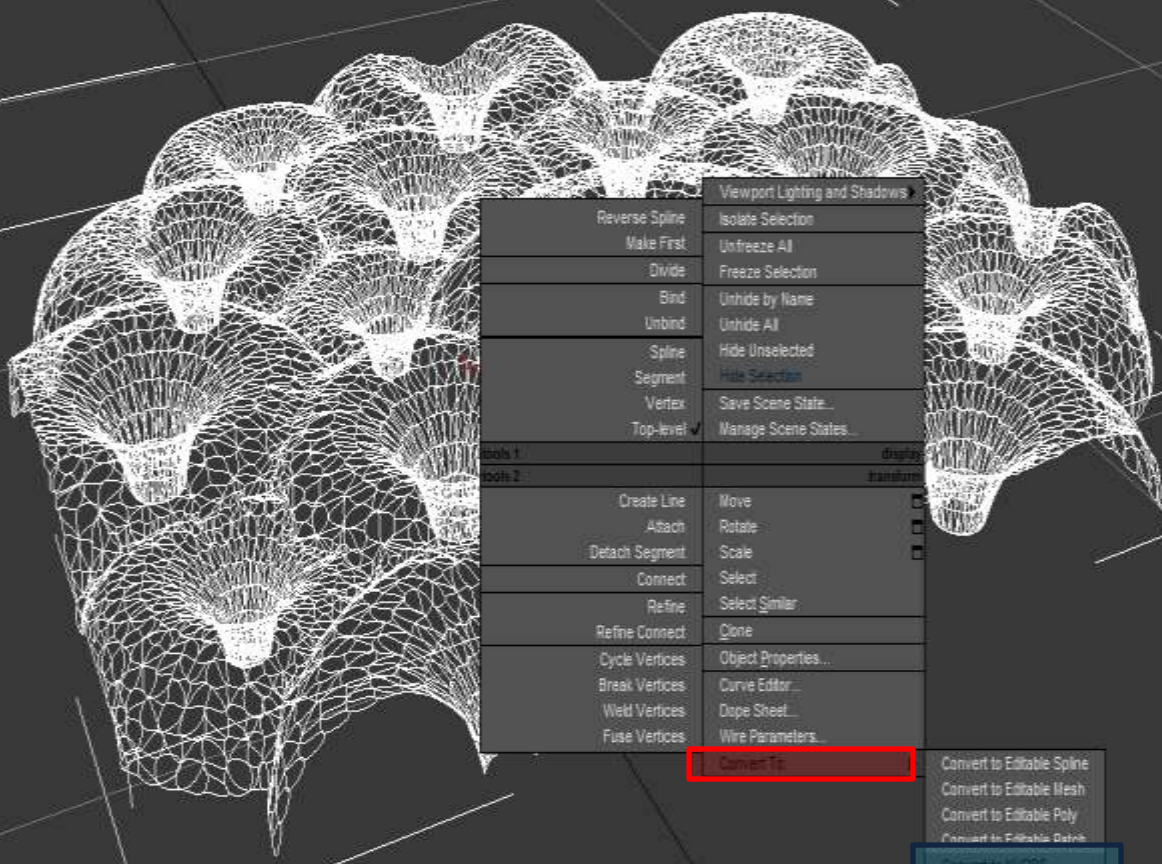 Viewport Lighting and Shadows
Reverse Spline
Isolate Selection
Make First
Unfreeze All
Divide
Freeze Selection
Bind
Unhide by Name
Unbind
Unhide All
Spline
Hide Unselected
Segment
Hide Selection
Vertex
Save Scene State...
Top-level ✓
Manage Scene States...
tools 1
display
tools 2
transform
Create Line
Move
Attach
Rotate
Detach Segment
Scale
Connect
Select
Refine
Select Similar
Refine Connect
Clone
Cycle Vertices
Object Properties...
Break Vertices
Curve Editor...
Weld Vertices
Dope Sheet...
Fuse Vertices
Wire Parameters...
Convert To:
Convert to Editable Spline
Convert to Editable Mesh
Convert to Editable Poly
Convert to Editable Patch